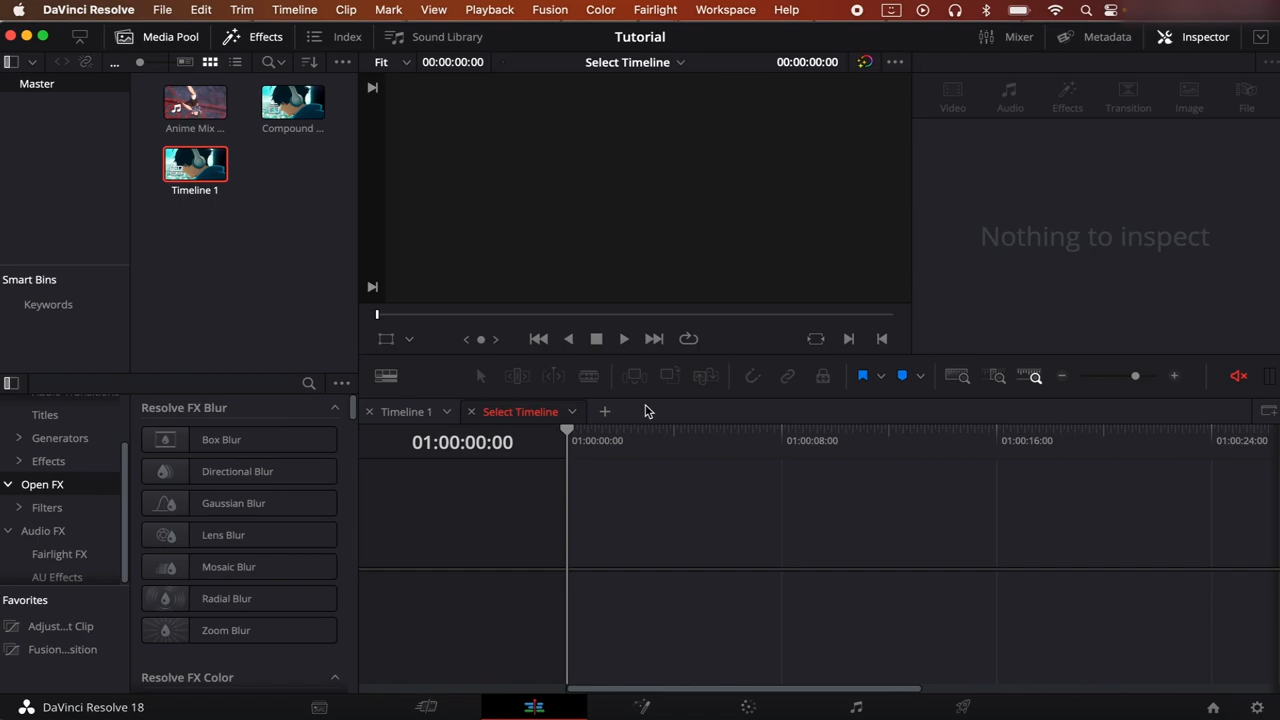 DaVinci Resolve File Edit Trim Timeline Clip Mark View Playback Fusion Color Fairlight Workspace Help
Media Pool Effects Index Sound Library Tutorial Mixer Metadata Inspector
... Fit 00:00:00:00 Select Timeline 00:00:00:00
Master
Anime Mix ... Compound ...
Timeline 1
Video Audio Effects Transition Image File
Nothing to inspect
Smart Bins
Keywords
Titles
Generators
Effects
Open FX
Filters
Audio FX
Fairlight FX
AU Effects
Favorites
Adjust...t Clip
Fusion...sition
Resolve FX Blur
Box Blur
Directional Blur
Gaussian Blur
Lens Blur
Mosaic Blur
Radial Blur
Zoom Blur
Resolve FX Color
Timeline 1 Select Timeline
01:00:00:00 01:00:00:00 01:00:08:00 01:00:16:00 01:00:24:00
DaVinci Resolve 18